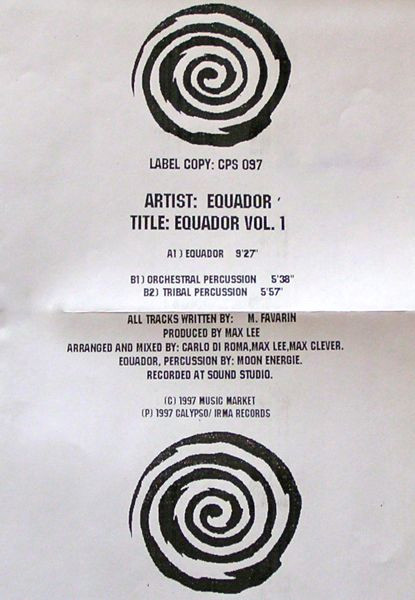 LABEL COPY: CPS 097
ARTIST: EQUADOR
TITLE: EQUADOR VOL. 1
A1) EQUADOR 9'27"
B1) ORCHESTRAL PERCUSSION 5'38"
B2) TRIBAL PERCUSSION 5'57"
ALL TRACKS WRITTEN BY: M. FAVARIN
PRODUCED BY MAX LEE
ARRANGED AND MIXED BY: CARLO DI ROMA,MAX LEE,MAX CLEVER.
EQUADOR, PERCUSSION BY: MOON ENERGIE.
RECORDED AT SOUND STUDIO.
(C) 1997 MUSIC MARKET
(P) 1997 CALYPSO/ IRMA RECORDS